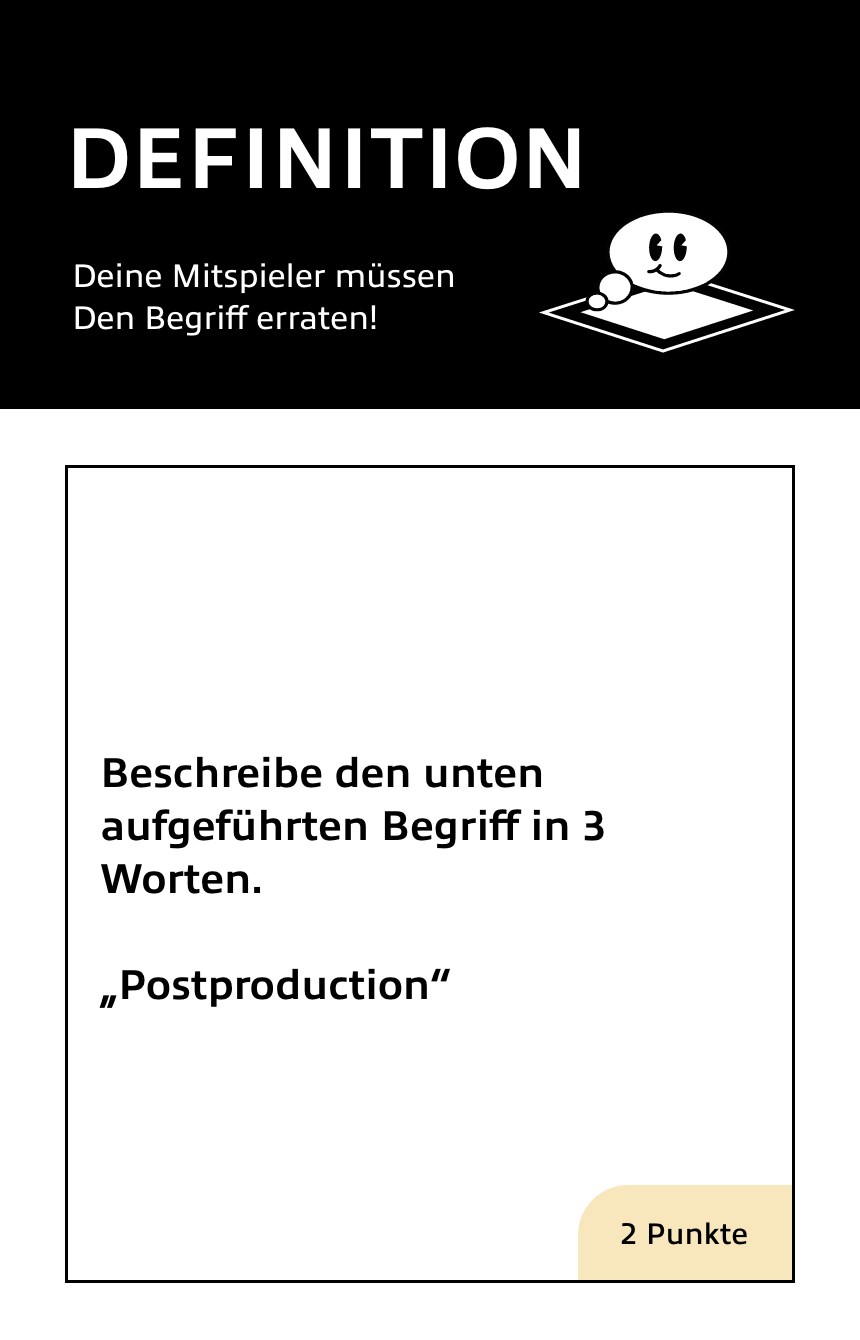 DEFINITION
Deine Mitspieler müssen
Den Begriff erraten!
Beschreibe den unten
aufgeführten Begriff in 3
Worten.
„Postproduction“
2 Punkte